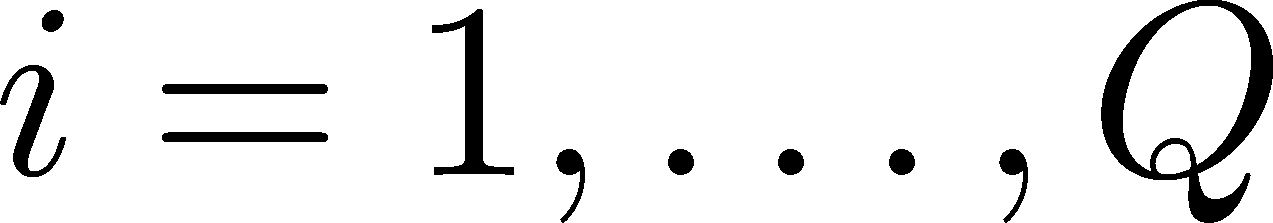 i = 1, . . . , Q